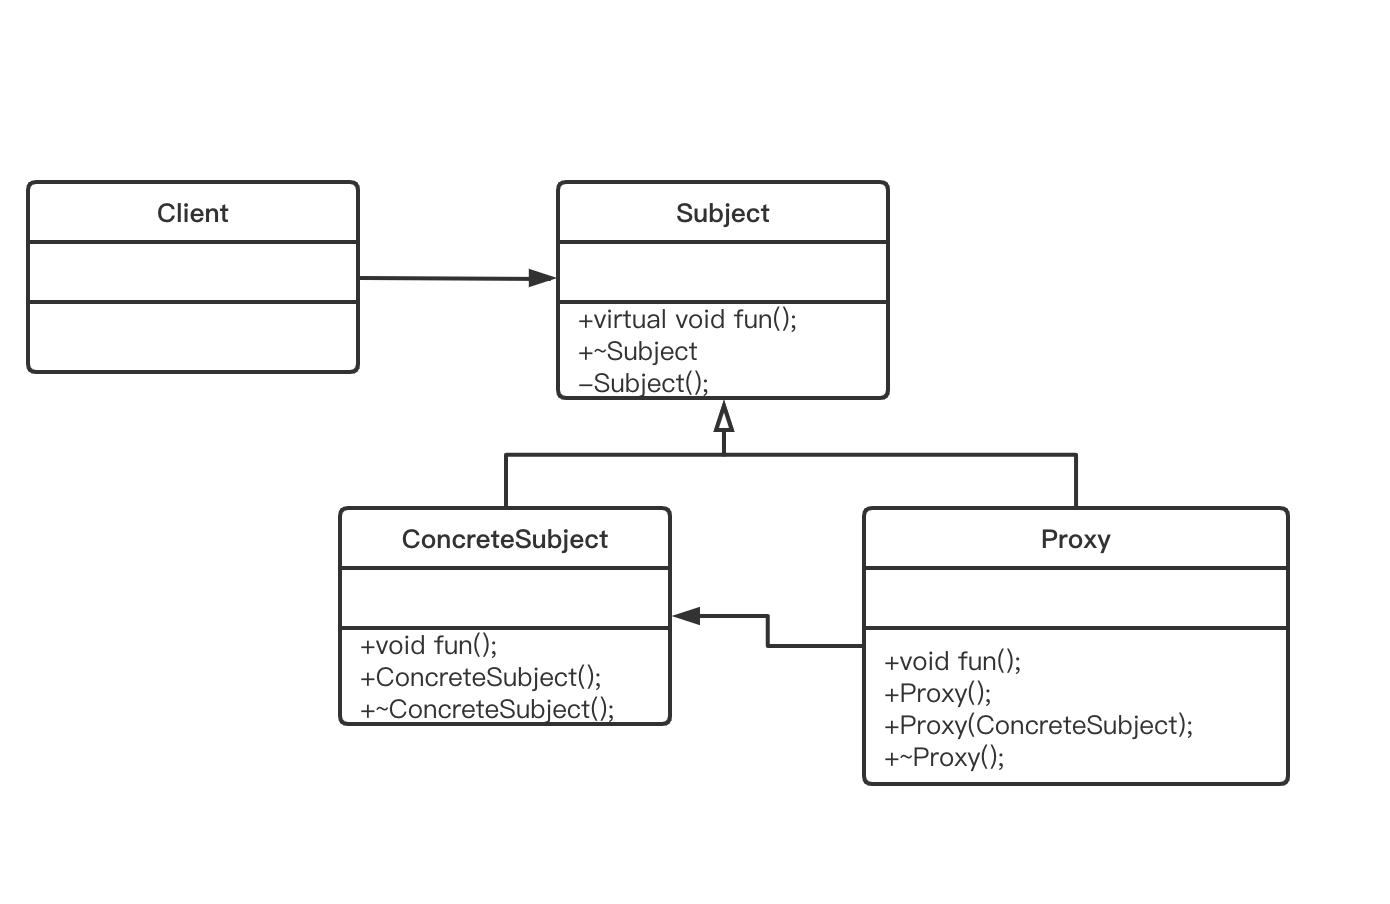 Client
Subject
+virtual void fun();
+~Subject
-Subject();
ConcreteSubject
+void fun();
+ConcreteSubject();
+~ConcreteSubject();
Proxy
+void fun();
+Proxy();
+Proxy(ConcreteSubject);
+~Proxy();